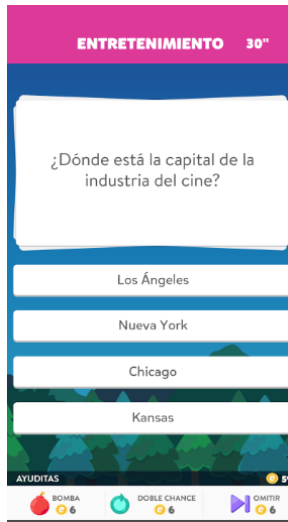 ENTRETENIMIENTO 30"
¿Dónde está la capital de la
industria del cine?
Los Ángeles
Nueva York
Chicago
Kansas
AYUDITAS
BOMBA
6
DOBLE CHANCE
6
OMITIR
6